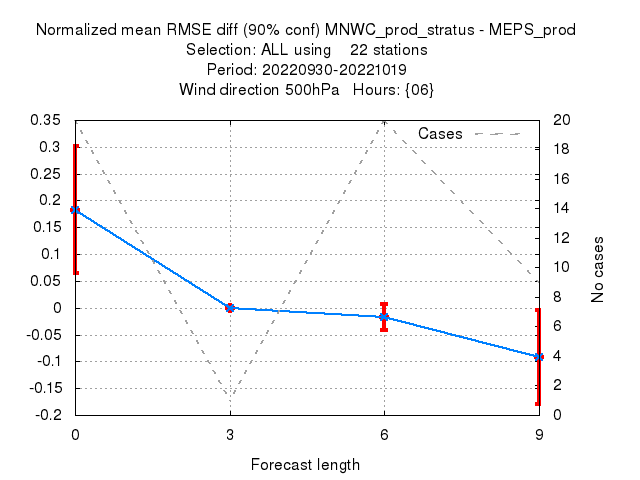 Normalized mean RMSE diff (90% conf) MNWC_prod_stratus - MEPS_prod
Selection: ALL using 22 stations
Period: 20220930-20221019
Wind direction 500hPa Hours: {06}
Cases
0.35
0.3
0.25
0.2
0.15
0.1
0.05
0
-0.05
-0.1
-0.15
-0.2
20
18
16
14
12
10
8
6
4
2
0
No cases
0 3 6 9
Forecast length